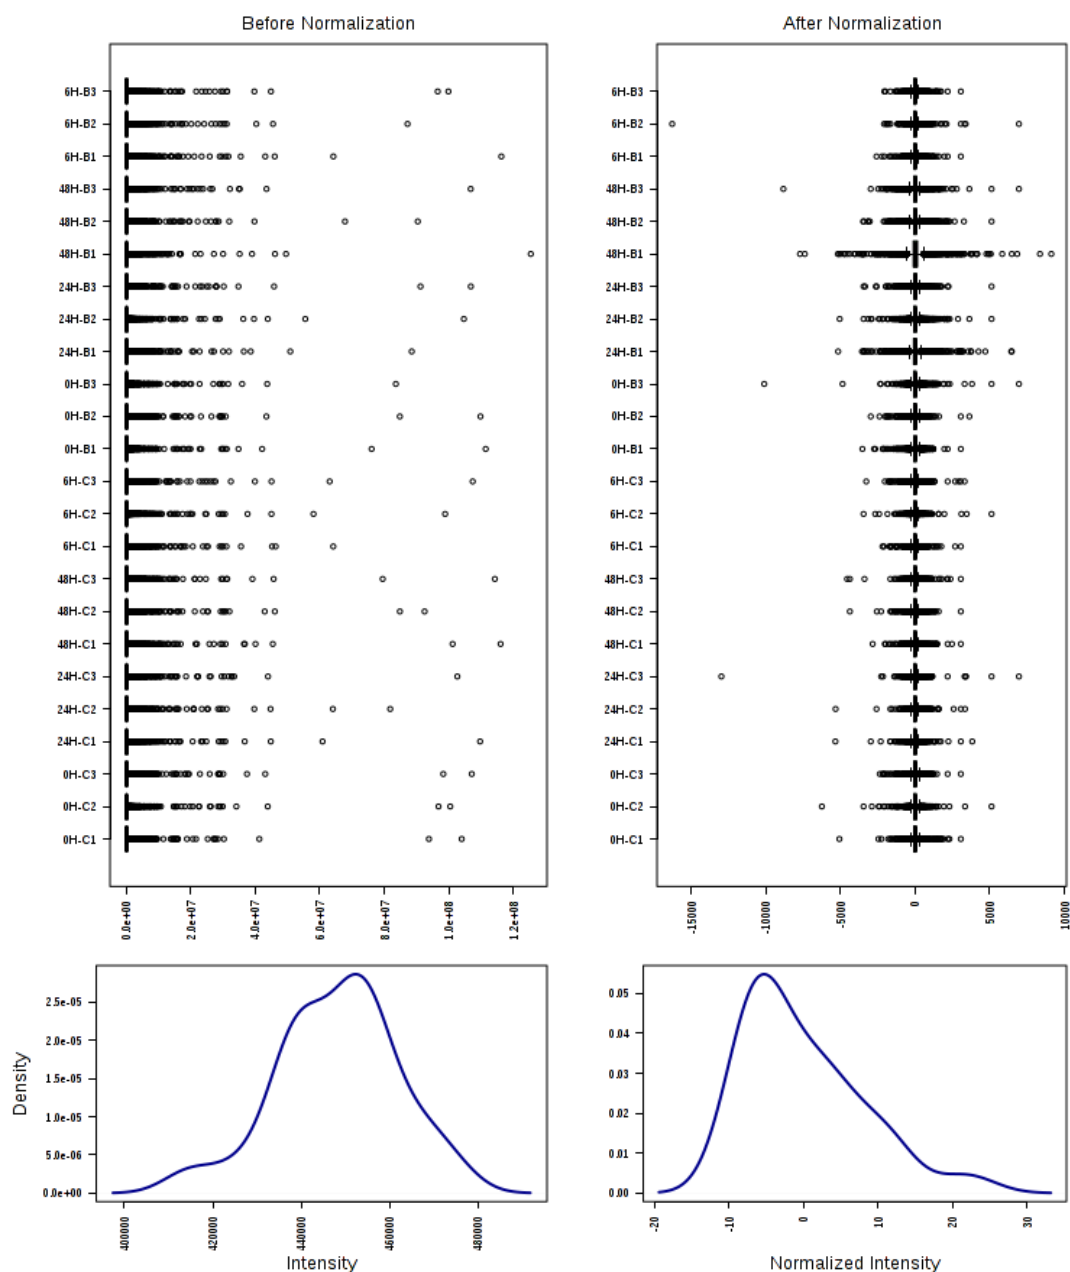 Before Normalization
6H-B3
6H-B2
6H-B1
48H-B3
48H-B2
48H-B1
24H-B3
24H-B2
24H-B1
0H-B3
0H-B2
0H-B1
6H-C3
6H-C2
6H-C1
48H-C3
48H-C2
48H-C1
24H-C3
24H-C2
24H-C1
0H-C3
0H-C2
0H-C1
0.0e+00 2.0e+07 4.0e+07 6.0e+07 8.0e+07 1.0e+08 1.2e+08
After Normalization
6H-B3
6H-B2
6H-B1
48H-B3
48H-B2
48H-B1
24H-B3
24H-B2
24H-B1
0H-B3
0H-B2
0H-B1
6H-C3
6H-C2
6H-C1
48H-C3
48H-C2
48H-C1
24H-C3
24H-C2
24H-C1
0H-C3
0H-C2
0H-C1
-15000 -10000 -5000 0 5000 10000
Density
2.5e-05
2.0e-05
1.5e-05
1.0e-05
5.0e-06
0.0e+00
400000 420000 440000 460000 480000
Intensity
0.05
0.04
0.03
0.02
0.01
0.00
-20 -10 0 10 20 30
Normalized Intensity